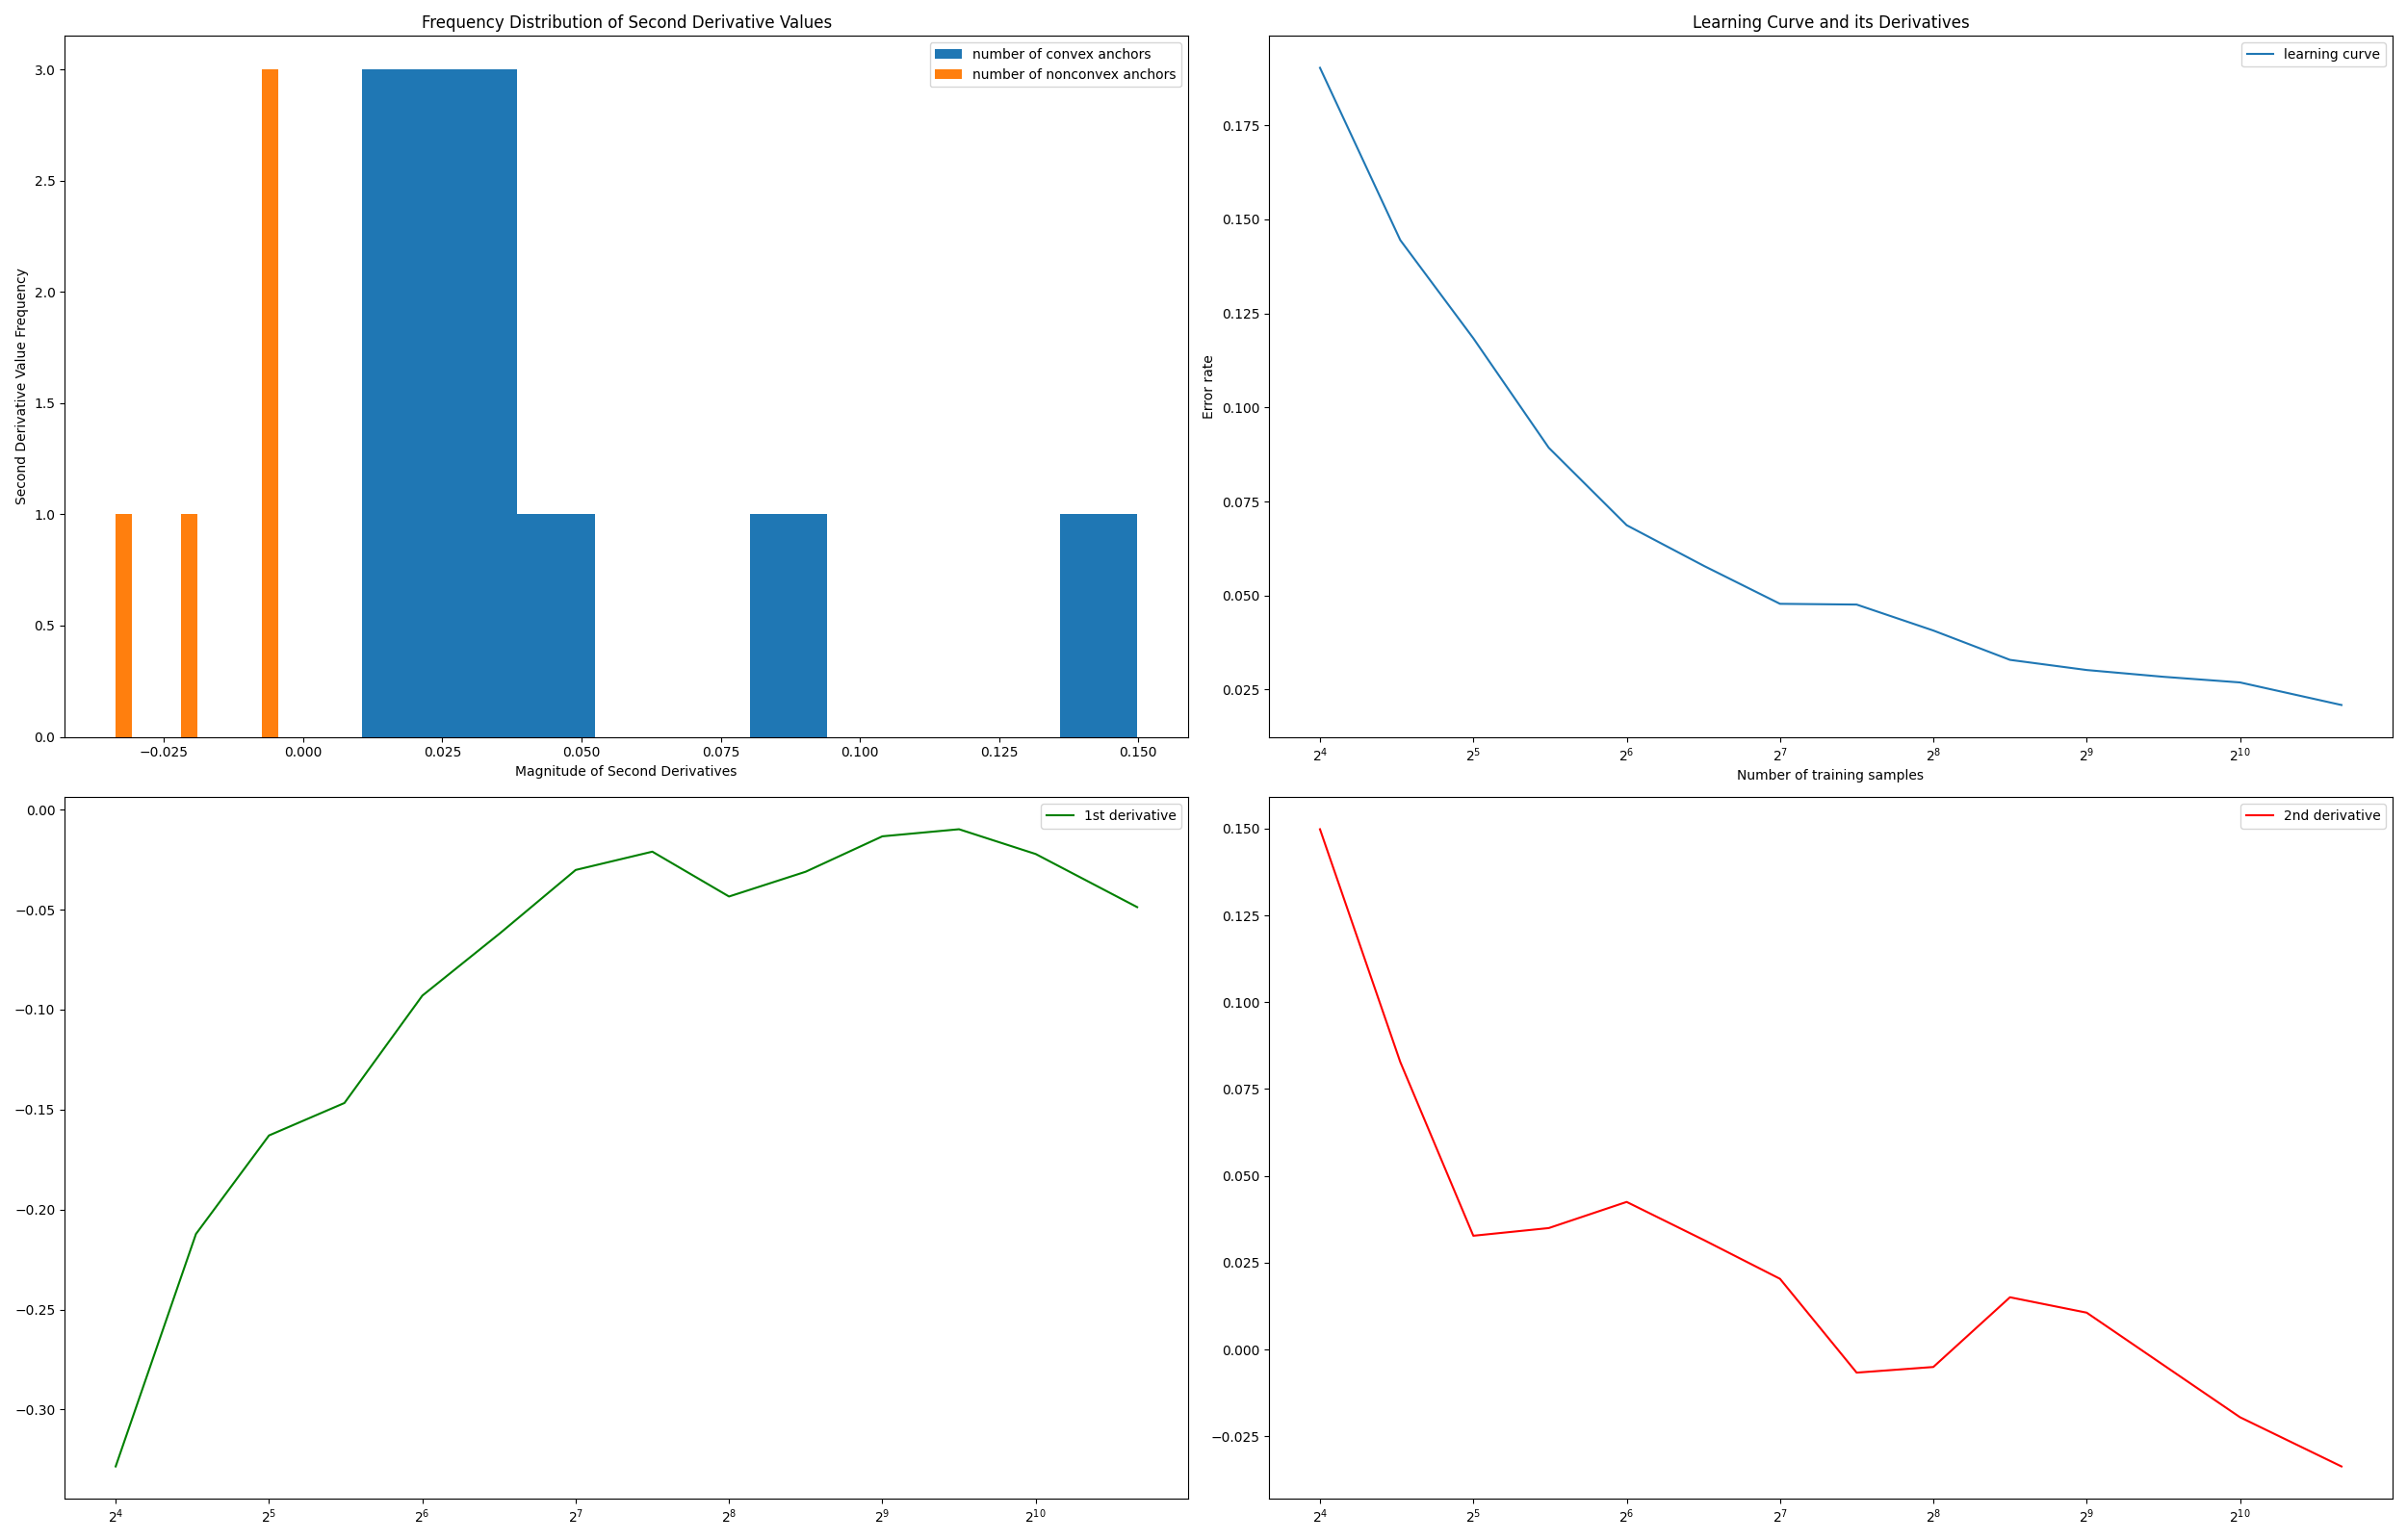 Frequency Distribution of Second Derivative Values
number of convex anchors
number of nonconvex anchors
Second Derivative Value Frequency
3.0
2.5
2.0
1.5
1.0
0.5
0.0
−0.025 0.000 0.025 0.050 0.075 0.100 0.125 0.150
Magnitude of Second Derivatives
Learning Curve and its Derivatives
learning curve
Error rate
0.175
0.150
0.125
0.100
0.075
0.050
0.025
2⁴ 2⁵ 2⁶ 2⁷ 2⁸ 2⁹ 2¹⁰
Number of training samples
1st derivative
0.00
−0.05
−0.10
−0.15
−0.20
−0.25
−0.30
2⁴ 2⁵ 2⁶ 2⁷ 2⁸ 2⁹ 2¹⁰
2nd derivative
0.150
0.125
0.100
0.075
0.050
0.025
0.000
−0.025
2⁴ 2⁵ 2⁶ 2⁷ 2⁸ 2⁹ 2¹⁰